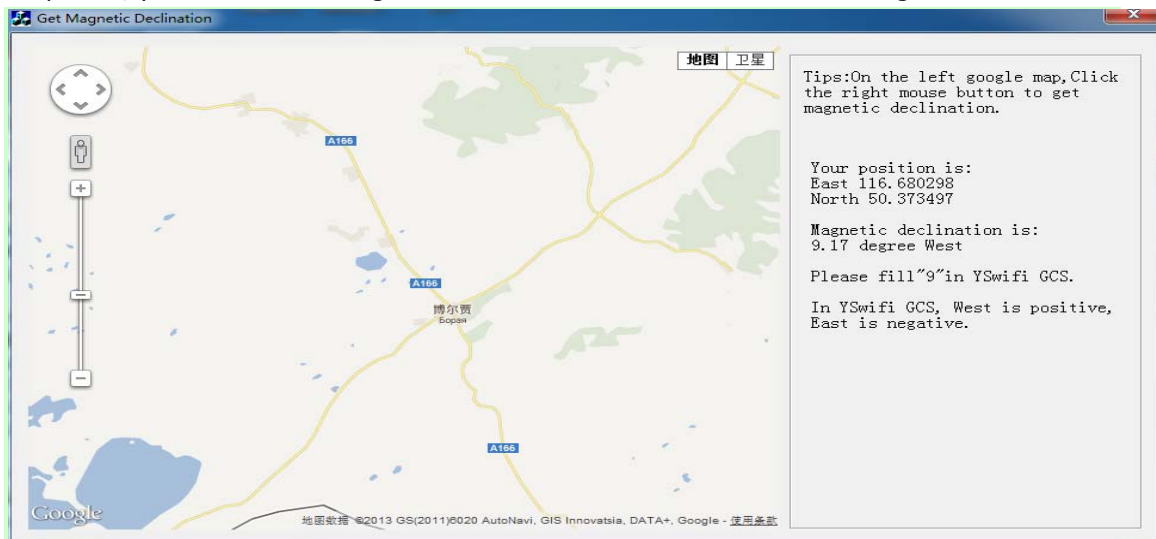 Get Magnetic Declination
地图 卫星
A166
A166
博尔贾
Борзя
A166
Google
地图数据 ©2013 GS(2011)6020 AutoNavi, GIS Innovatsia, DATA+, Google - 使用条款
Tips:On the left google map,Click
the right mouse button to get
magnetic declination.
Your position is:
East 116.680298
North 50.373497
Magnetic declination is:
9.17 degree West
Please fill"9"in YSwifi GCS.
In YSwifi GCS, West is positive,
East is negative.